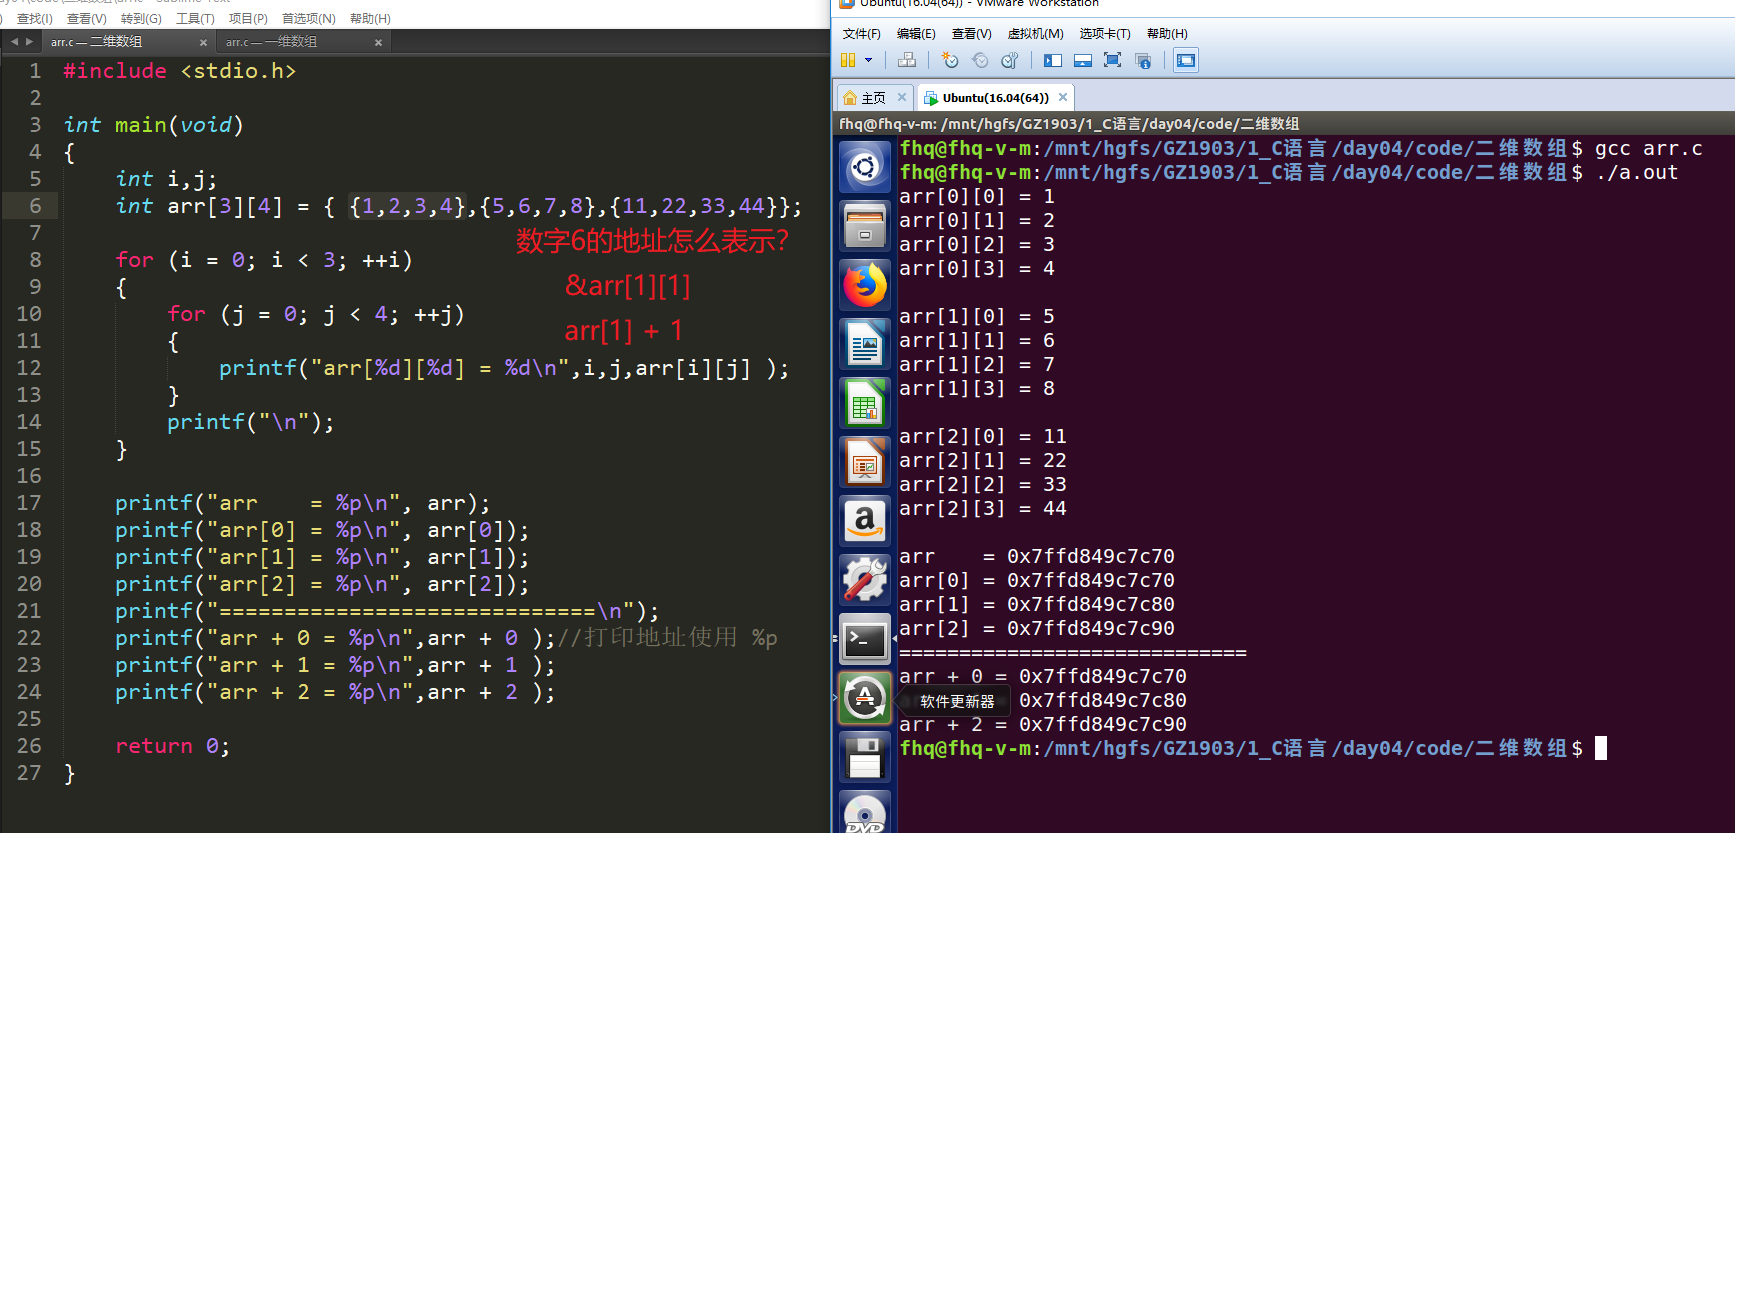 查找(I) 查看(V) 转到(G) 工具(T) 项目(P) 首选项(N) 帮助(H)
arr.c — 二维数组 × arr.c — 一维数组 ×
1 #include <stdio.h>
2
3 int main(void)
4 {
5 int i,j;
6 int arr[3][4] = { {1,2,3,4},{5,6,7,8},{11,22,33,44}};
7
数字6的地址怎么表示?
8 for (i = 0; i < 3; ++i)
9 {
&arr[1][1]
10 for (j = 0; j < 4; ++j)
11 {
arr[1] + 1
12 printf("arr[%d][%d] = %d\n",i,j,arr[i][j] );
13 }
14 printf("\n");
15 }
16
17 printf("arr    = %p\n", arr);
18 printf("arr[0] = %p\n", arr[0]);
19 printf("arr[1] = %p\n", arr[1]);
20 printf("arr[2] = %p\n", arr[2]);
21 printf("=============================\n");
22 printf("arr + 0 = %p\n",arr + 0 );//打印地址使用 %p
23 printf("arr + 1 = %p\n",arr + 1 );
24 printf("arr + 2 = %p\n",arr + 2 );
25
26 return 0;
27 }
Ubuntu(16.04(64)) - VMware Workstation
文件(F) 编辑(E) 查看(V) 虚拟机(M) 选项卡(T) 帮助(H)
主页 × Ubuntu(16.04(64)) ×
fhq@fhq-v-m: /mnt/hgfs/GZ1903/1_C语言/day04/code/二维数组
fhq@fhq-v-m:/mnt/hgfs/GZ1903/1_C语言/day04/code/二维数组$ gcc arr.c
fhq@fhq-v-m:/mnt/hgfs/GZ1903/1_C语言/day04/code/二维数组$ ./a.out
arr[0][0] = 1
arr[0][1] = 2
arr[0][2] = 3
arr[0][3] = 4
arr[1][0] = 5
arr[1][1] = 6
arr[1][2] = 7
arr[1][3] = 8
arr[2][0] = 11
arr[2][1] = 22
arr[2][2] = 33
arr[2][3] = 44
arr    = 0x7ffd849c7c70
arr[0] = 0x7ffd849c7c70
arr[1] = 0x7ffd849c7c80
arr[2] = 0x7ffd849c7c90
=============================
arr + 0 = 0x7ffd849c7c70
软件更新器 0x7ffd849c7c80
arr + 2 = 0x7ffd849c7c90
fhq@fhq-v-m:/mnt/hgfs/GZ1903/1_C语言/day04/code/二维数组$
DVD